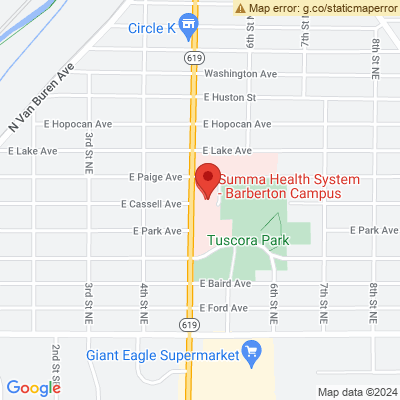 Map error: g.co/staticmaperror
Circle K
6th St NE
7th St NE
8th St NE
N Van Buren Ave
619
Washington Ave
E Huston St
E Hopocan Ave
E Hopocan Ave
3rd St NE
E Lake Ave
E Lake Ave
E Paige Ave
Summa Health System
- Barberton Campus
E Cassell Ave
E Park Ave
Tuscora Park
E Park Ave
3rd St NE
4th St NE
E Baird Ave
6th St NE
7th St NE
8th St NE
E Ford Ave
619
2nd St
Giant Eagle Supermarket
Google
Map data ©2024